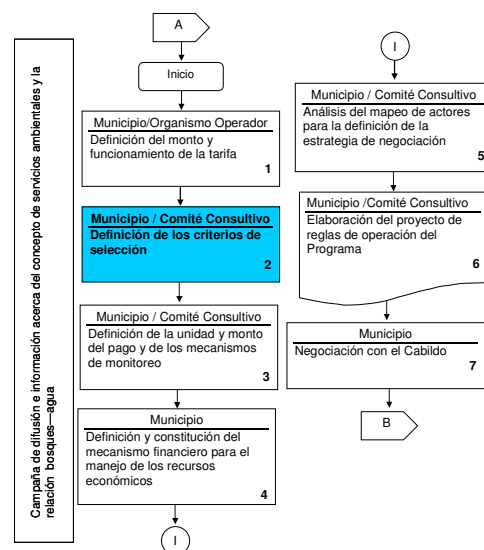 Campaña de difusión e información acerca del concepto de servicios ambientales y la
relación bosques—agua
A
Inicio
Municipio/Organismo Operador
Definición del monto y
funcionamiento de la tarifa
1
Municipio / Comité Consultivo
Definición de los criterios de
selección
2
Municipio / Comité Consultivo
Definición de la unidad y monto
del pago y de los mecanismos
de monitoreo
3
Municipio
Definición y constitución del
mecanismo financiero para el
manejo de los recursos
económicos
4
I
I
Municipio / Comité Consultivo
Análisis del mapeo de actores
para la definición de la
estrategia de negociación
5
Municipio /Comité Consultivo
Elaboración del proyecto de
reglas de operación del
Programa
6
Municipio
Negociación con el Cabildo
7
B